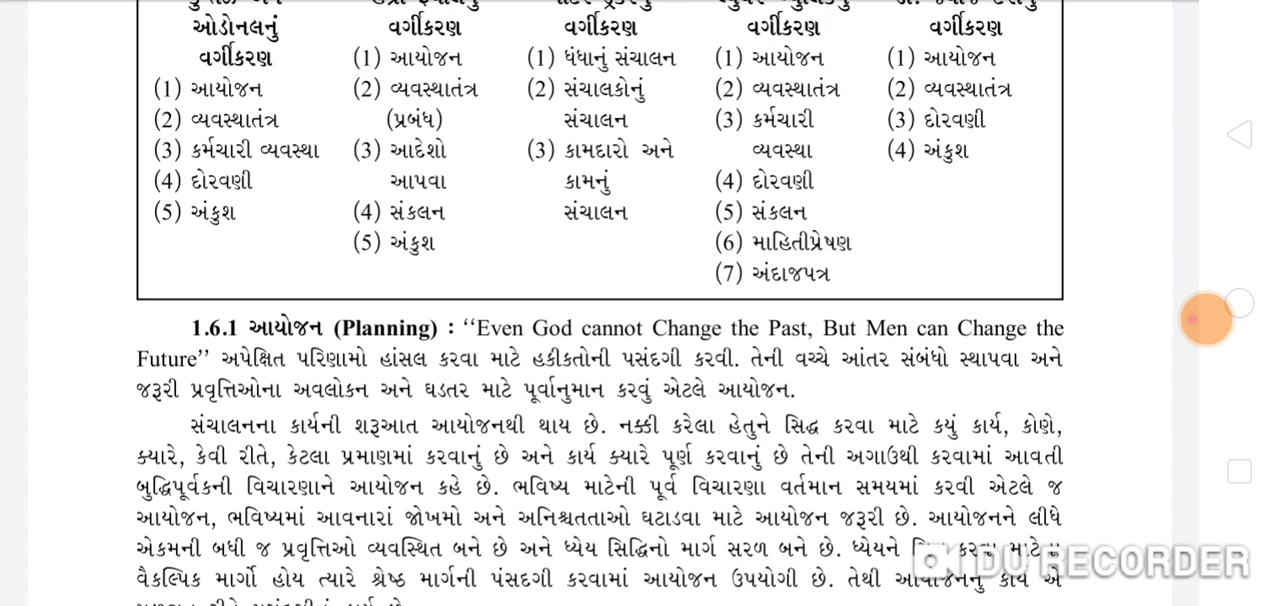 ઓડોનલનું વર્ગીકરણ વર્ગીકરણ વર્ગીકરણ વર્ગીકરણ
વર્ગીકરણ (1) આયોજન (1) ધંધાનું સંચાલન (1) આયોજન (1) આયોજન
(1) આયોજન (2) વ્યવસ્થાતંત્ર (2) સંચાલકોનું (2) વ્યવસ્થાતંત્ર (2) વ્યવસ્થાતંત્ર
(2) વ્યવસ્થાતંત્ર (પ્રબંધ) સંચાલન (3) કર્મચારી (3) દોરવણી
(3) કર્મચારી વ્યવસ્થા (3) આદેશો (3) કામદારો અને વ્યવસ્થા (4) અંકુશ
(4) દોરવણી આપવા કામનું (4) દોરવણી
(5) અંકુશ (4) સંકલન સંચાલન (5) સંકલન
(5) અંકુશ (6) માહિતીપ્રેષણ
(7) અંદાજપત્ર
1.6.1 આયોજન (Planning) : “Even God cannot Change the Past, But Men can Change the
Future” અપેક્ષિત પરિણામો હાંસલ કરવા માટે હકીકતોની પસંદગી કરવી. તેની વચ્ચે આંતર સંબંધો સ્થાપવા અને
જરૂરી પ્રવૃત્તિઓના અવલોકન અને ઘડતર માટે પૂર્વાનુમાન કરવું એટલે આયોજન.
સંચાલનના કાર્યની શરૂઆત આયોજનથી થાય છે. નક્કી કરેલા હેતુને સિદ્ધ કરવા માટે કયું કાર્ય, કોણે,
ક્યારે, કેવી રીતે, કેટલા પ્રમાણમાં કરવાનું છે અને કાર્ય ક્યારે પૂર્ણ કરવાનું છે તેની અગાઉથી કરવામાં આવતી
બુદ્ધિપૂર્વકની વિચારણાને આયોજન કહે છે. ભવિષ્ય માટેની પૂર્વ વિચારણા વર્તમાન સમયમાં કરવી એટલે જ
આયોજન, ભવિષ્યમાં આવનારાં જોખમો અને અનિશ્ચતતાઓ ઘટાડવા માટે આયોજન જરૂરી છે. આયોજનને લીધે
એકમની બધી જ પ્રવૃત્તિઓ વ્યવસ્થિત બને છે અને ધ્યેય સિદ્ધિનો માર્ગ સરળ બને છે. ધ્યેયને કરવા માટે
વૈકલ્પિક માર્ગો હોય ત્યારે શ્રેષ્ઠ માર્ગની પંસદગી કરવામાં આયોજન ઉપયોગી છે. તેથી આયોજનનું કાર્ય એ
DU RECORDER